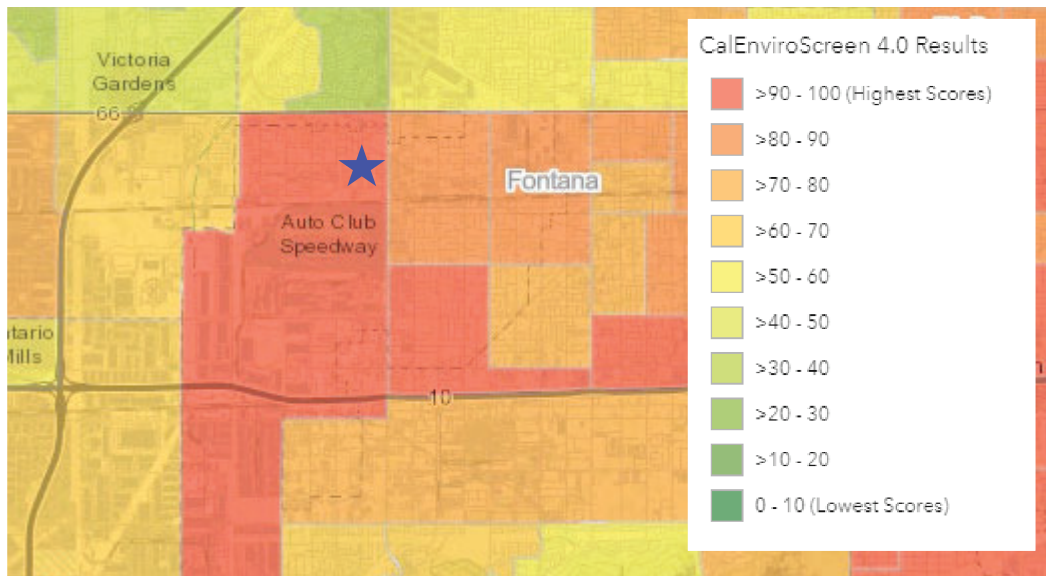 Victoria
Gardens
66
Fontana
Auto Club
Speedway
ntario
Mills
10
CalEnviroScreen 4.0 Results
>90 - 100 (Highest Scores)
>80 - 90
>70 - 80
>60 - 70
>50 - 60
>40 - 50
>30 - 40
>20 - 30
>10 - 20
0 - 10 (Lowest Scores)